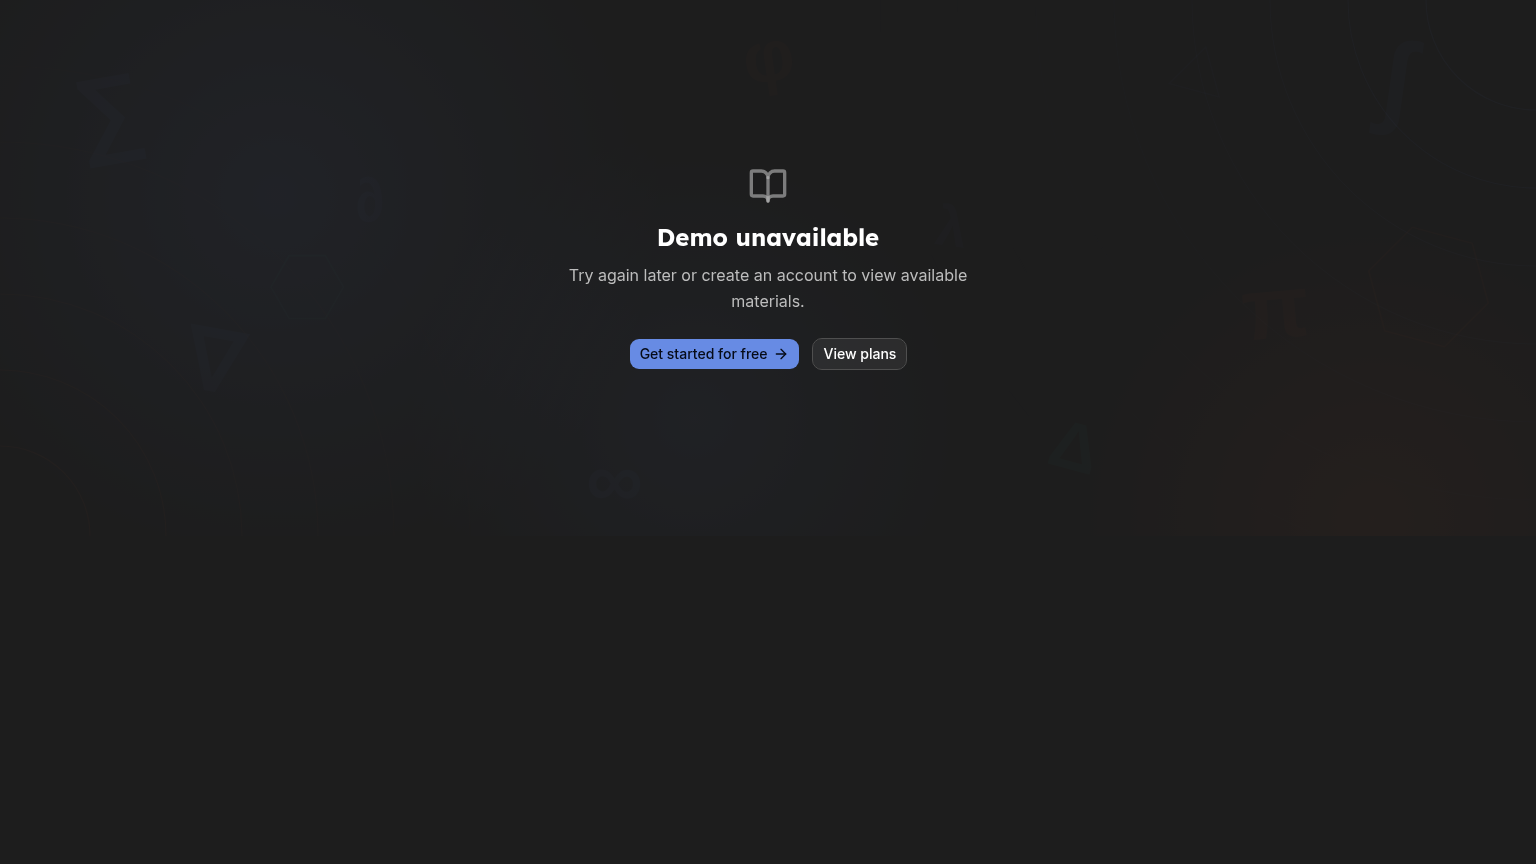 Σ
φ
∫
∂
λ
Demo unavailable
Try again later or create an account to view available
materials.
π
∇
Get started for free →
View plans
Δ
∞